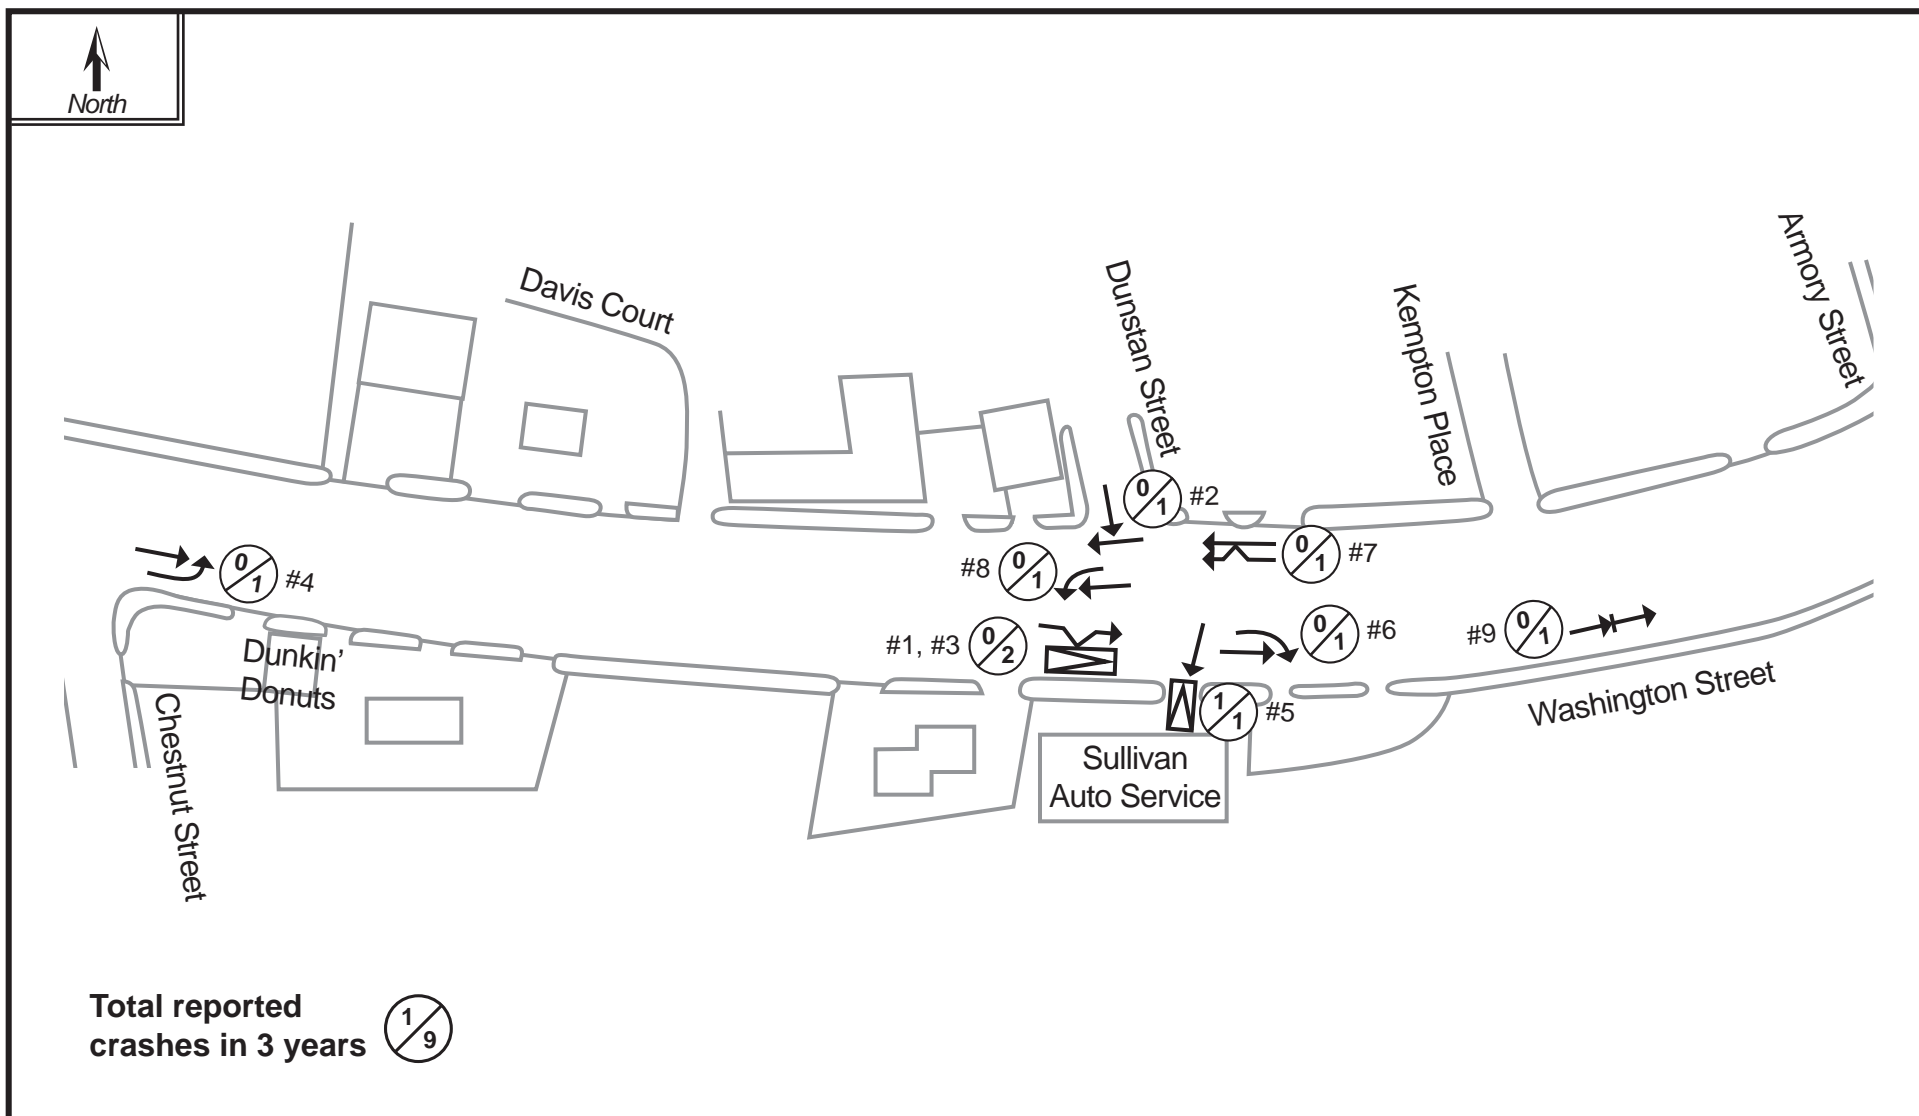 North
Davis Court
Dunstan Street
Kempton Place
Armory Street
0/1 #2
0/1 #7
#8 0/1
0/1 #4
#1, #3 0/2
0/1 #6
#9 0/1
1/1 #5
Dunkin’
Donuts
Chestnut Street
Washington Street
Sullivan
Auto Service
Total reported
crashes in 3 years 1/9